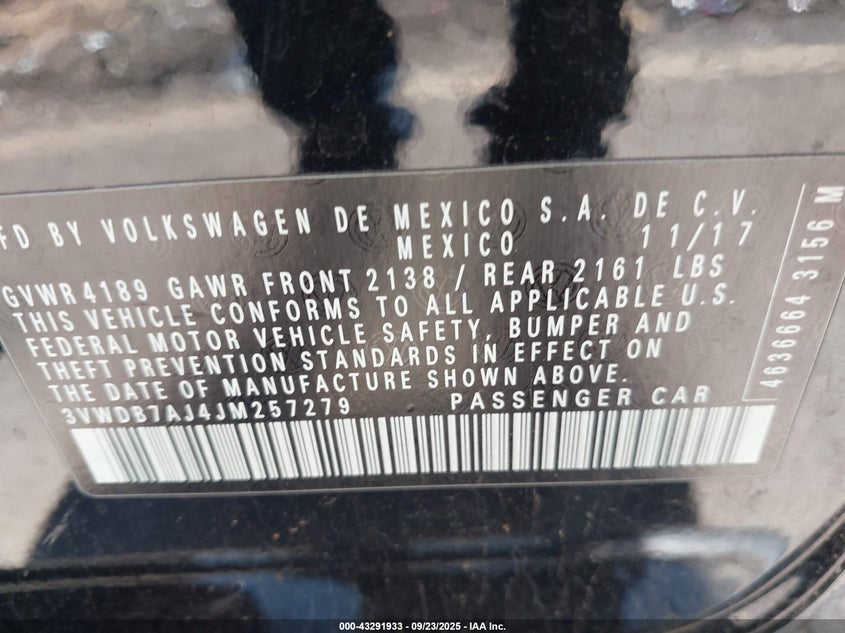 FD BY VOLKSWAGEN DE MEXICO S.A. DE C.V.
MEXICO 11/17
GVWR 4189 GAWR FRONT 2138 / REAR 2161 LBS
THIS VEHICLE CONFORMS TO ALL APPLICABLE U.S.
FEDERAL MOTOR VEHICLE SAFETY, BUMPER AND
THEFT PREVENTION STANDARDS IN EFFECT ON
THE DATE OF MANUFACTURE SHOWN ABOVE.
3VWDB7AJ4JM257279 PASSENGER CAR
4636664 3156 M
000-43291933 - 09/23/2025 - IAA Inc.